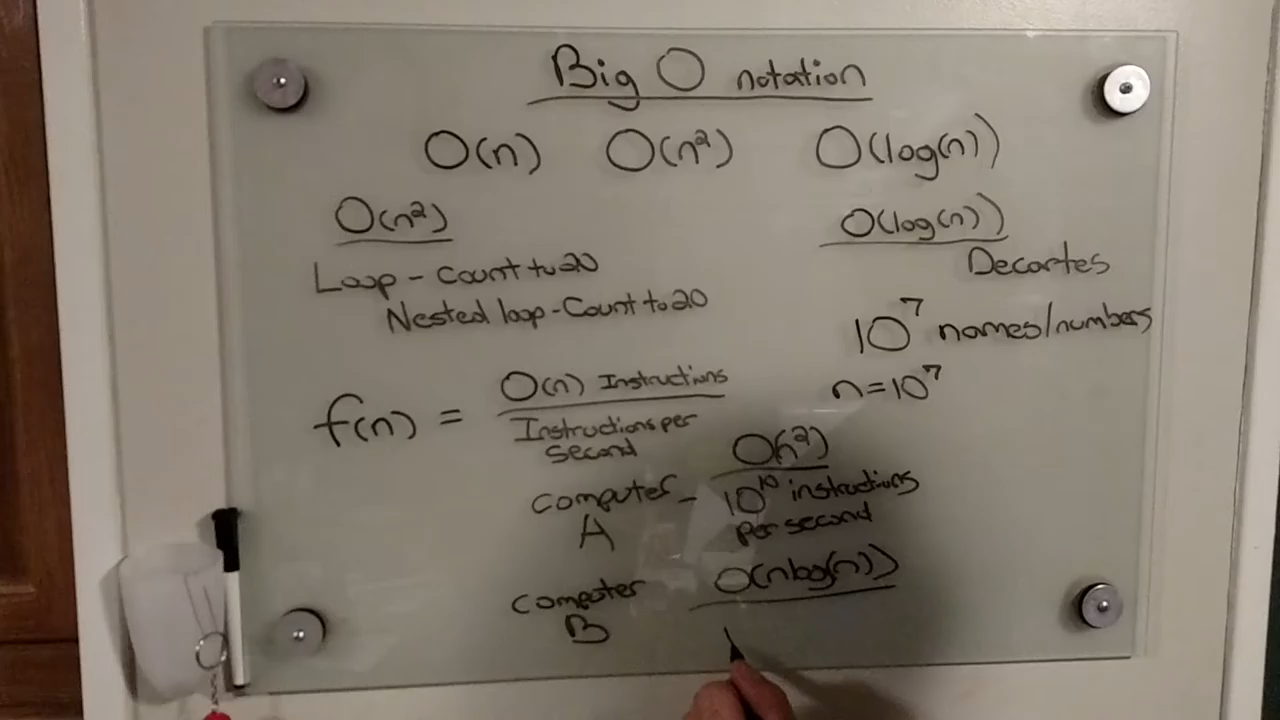 Big O notation
O(n) O(n²) O(log(n))
O(n²)
Loop - Count to 20
Nested loop - Count to 20
O(log(n))
Decartes
10⁷ names/numbers
n = 10⁷
f(n) = O(n) Instructions
Instructions per
second
Computer A - O(n²)
10¹⁰ instructions
per second
Computer B O(n log(n))